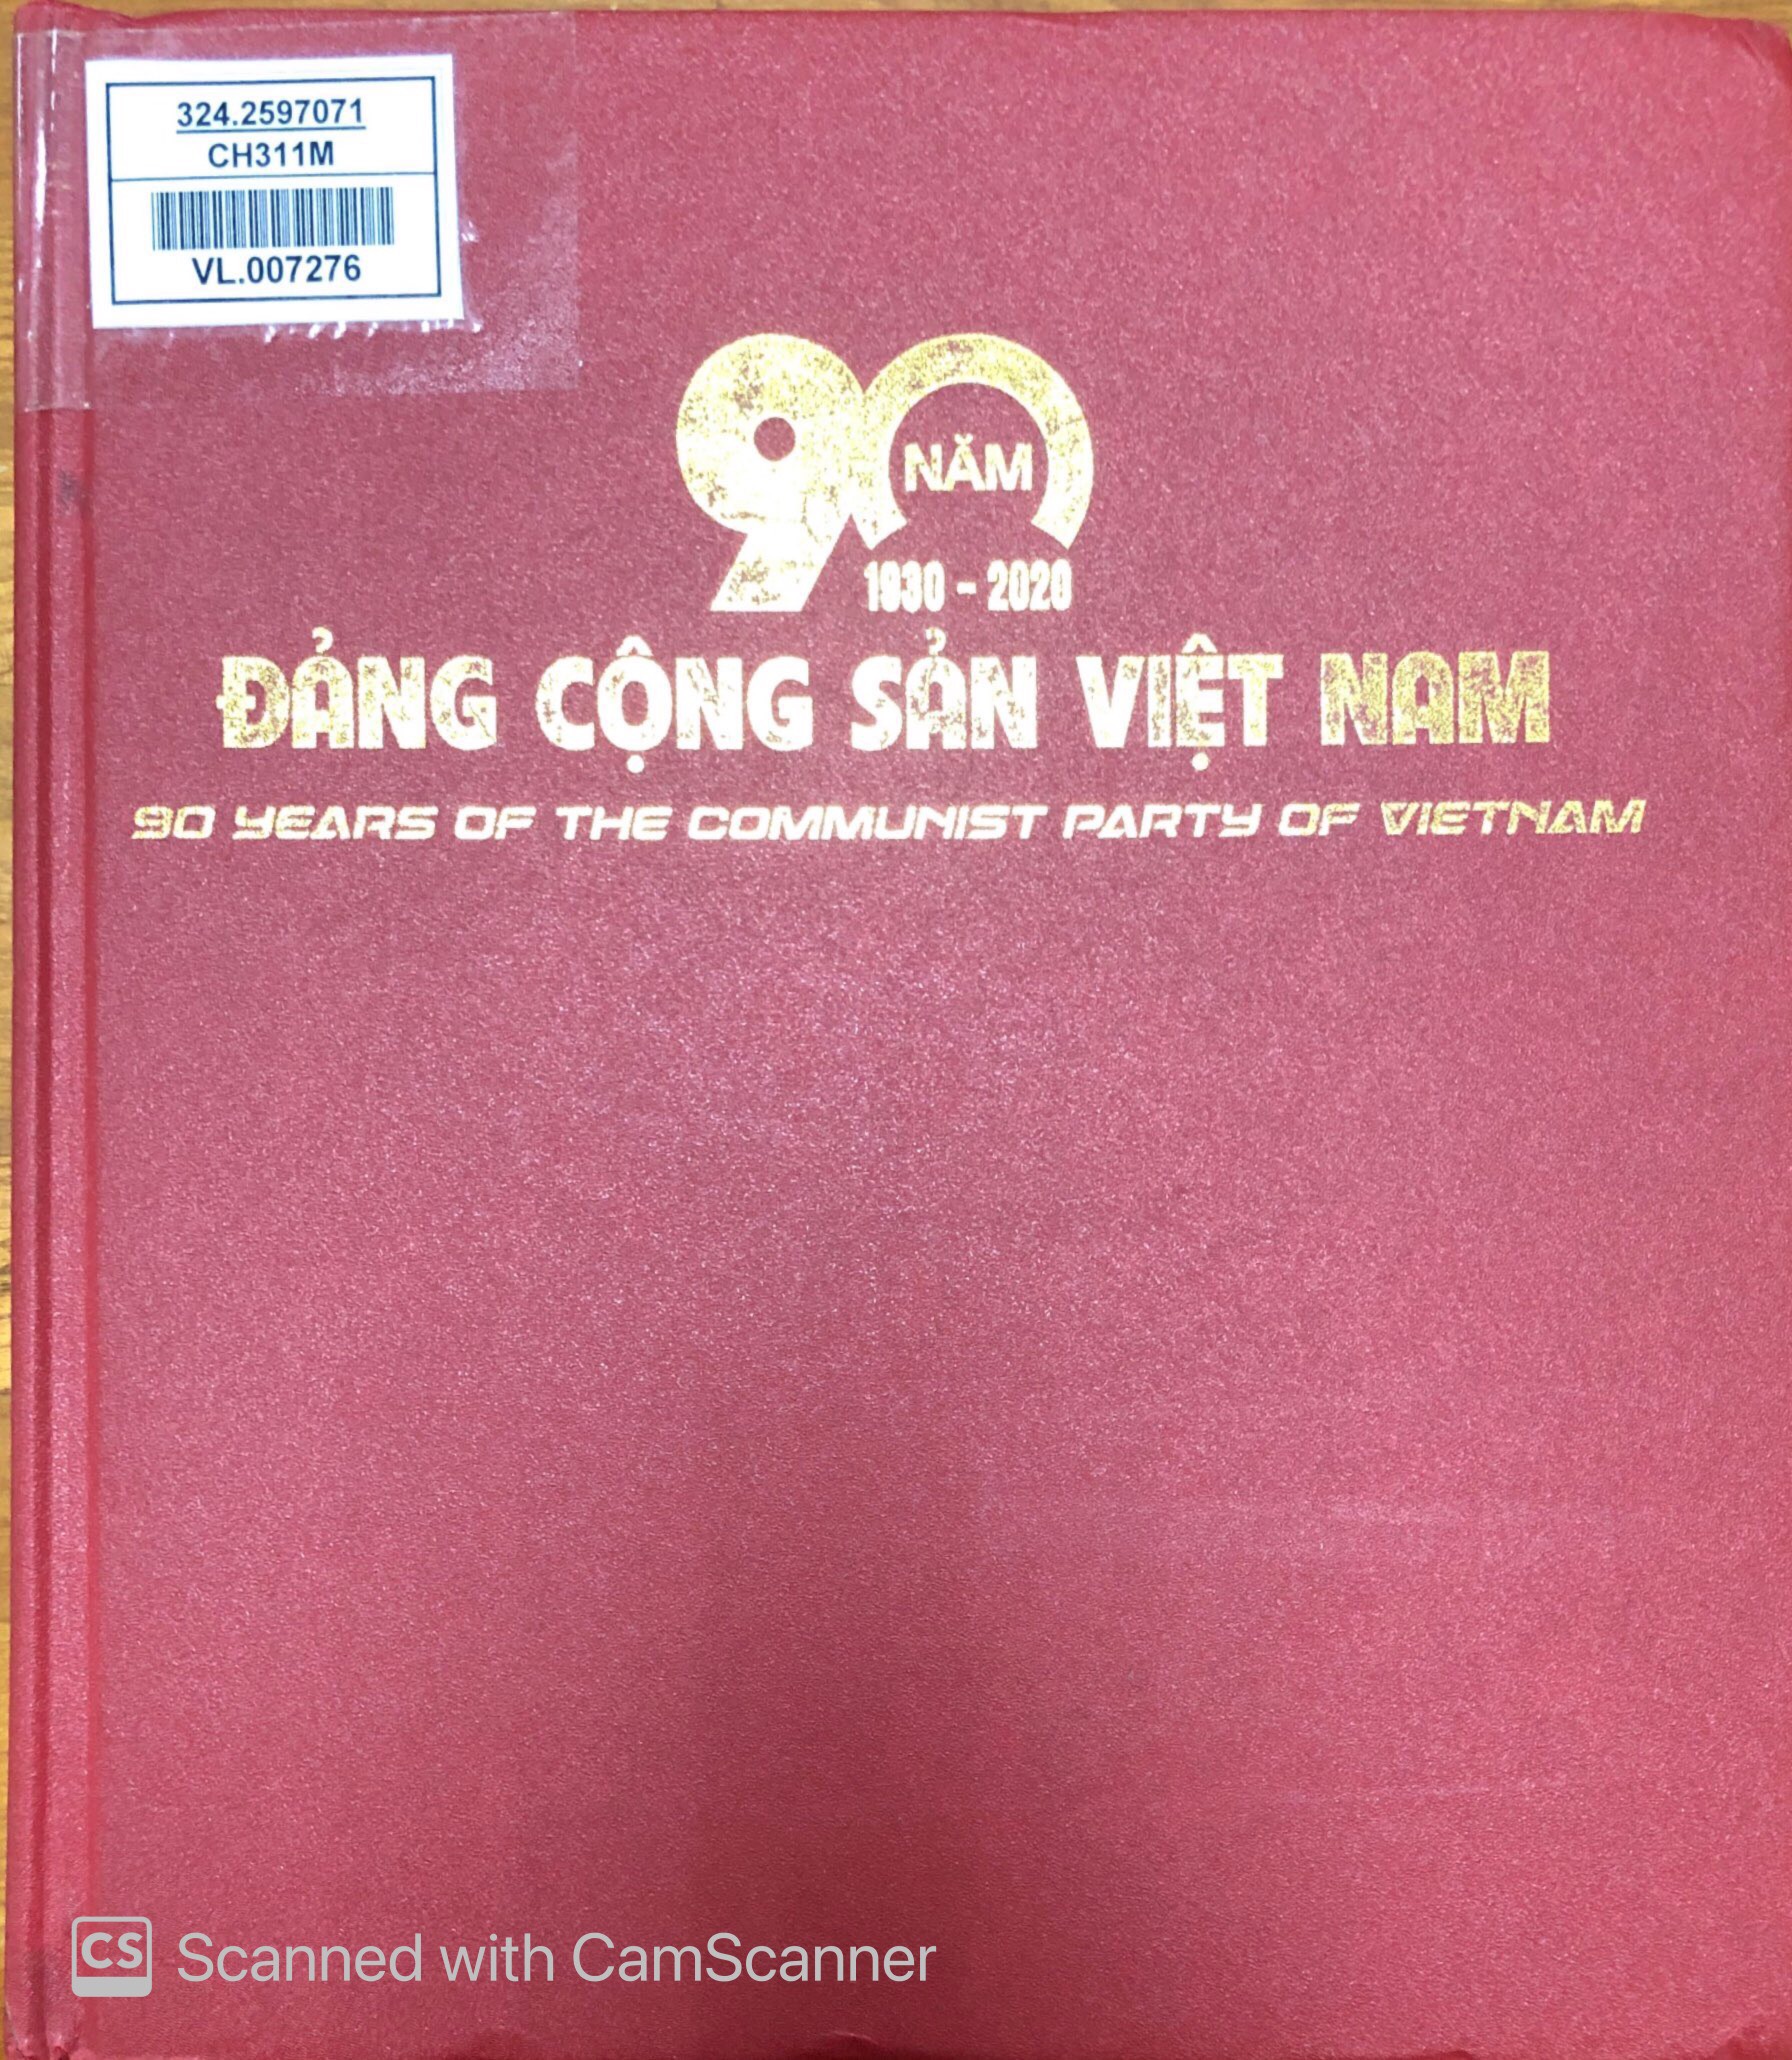 324.2597071
CH311M
VL.007276
90 NĂM
1930 - 2020
ĐẢNG CỘNG SẢN VIỆT NAM
90 YEARS OF THE COMMUNIST PARTY OF VIETNAM
CS Scanned with CamScanner